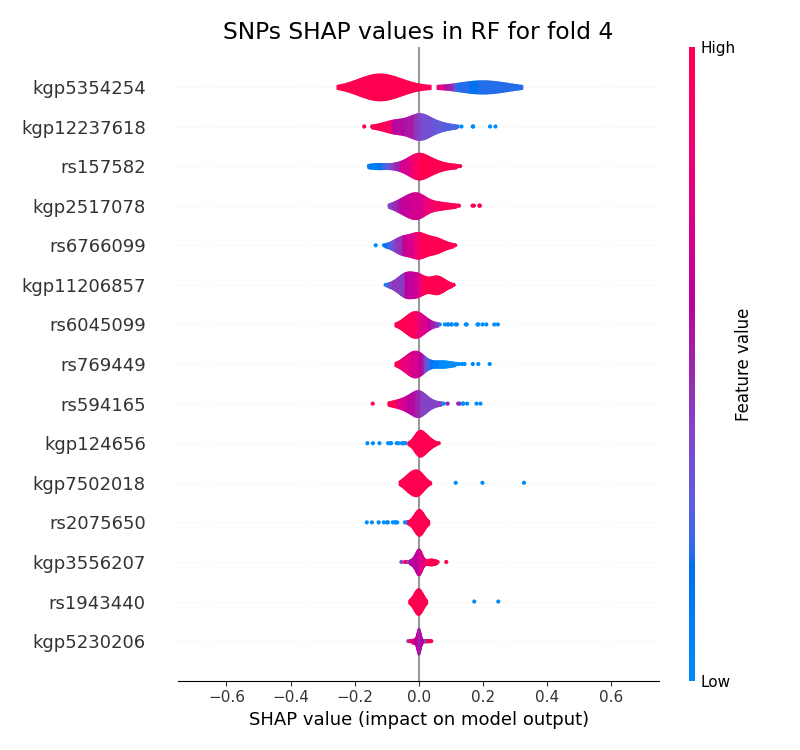 SNPs SHAP values in RF for fold 4
High
kgp5354254
kgp12237618
rs157582
kgp2517078
rs6766099
kgp11206857
rs6045099
rs769449
rs594165
kgp124656
kgp7502018
rs2075650
kgp3556207
rs1943440
kgp5230206
Feature value
Low
−0.6 −0.4 −0.2 0.0 0.2 0.4 0.6
SHAP value (impact on model output)